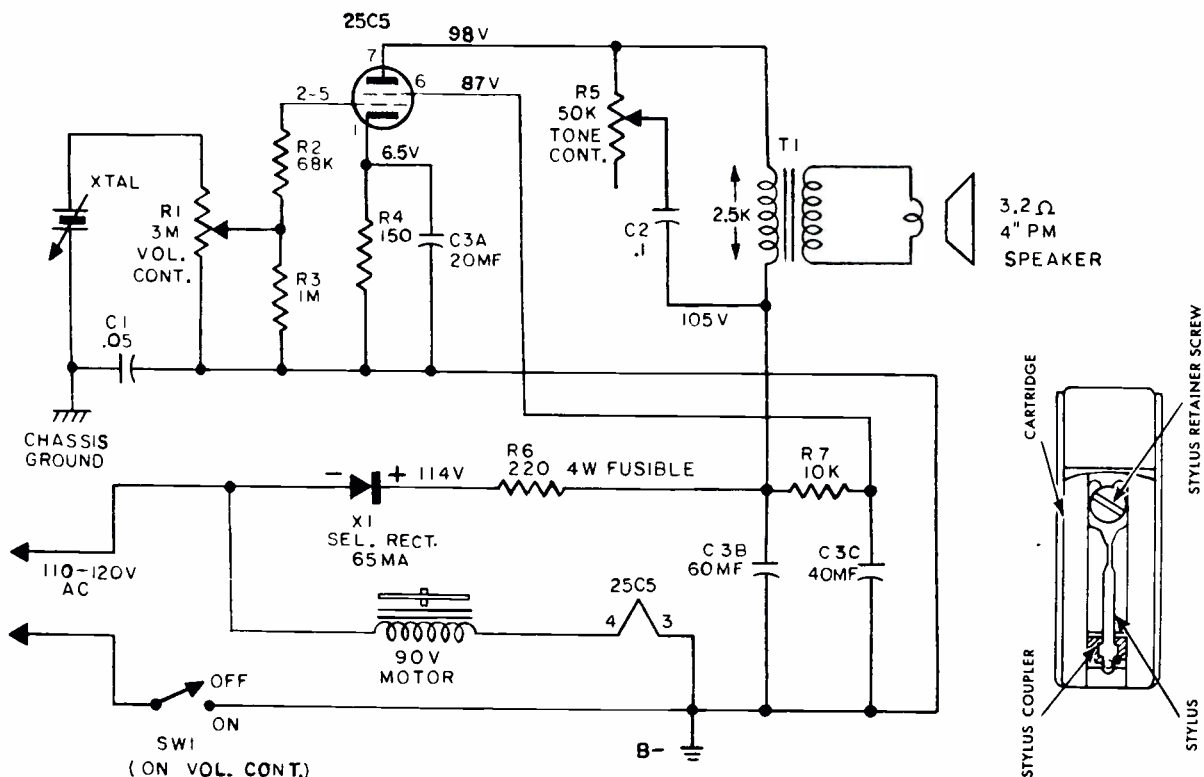 25C5
98V
7
6
87V
2-5
1
R5
50K
TONE
CONT.
R2
68K
6.5V
T1
XTAL
R1
3M
VOL.
CONT.
R4
150
C3A
20MF
C2
.1
2.5K
3.2 Ω
4" PM
SPEAKER
R3
1M
C1
.05
105V
CHASSIS
GROUND
R6
220 4W FUSIBLE
R7
10K
- + 114V
X1
SEL. RECT.
65MA
110-120V
AC
C3B
60MF
C3C
40MF
25C5
4 3
90V
MOTOR
OFF
ON
SW1
(ON VOL. CONT.)
B-
CARTRIDGE
STYLUS RETAINER SCREW
STYLUS COUPLER
STYLUS